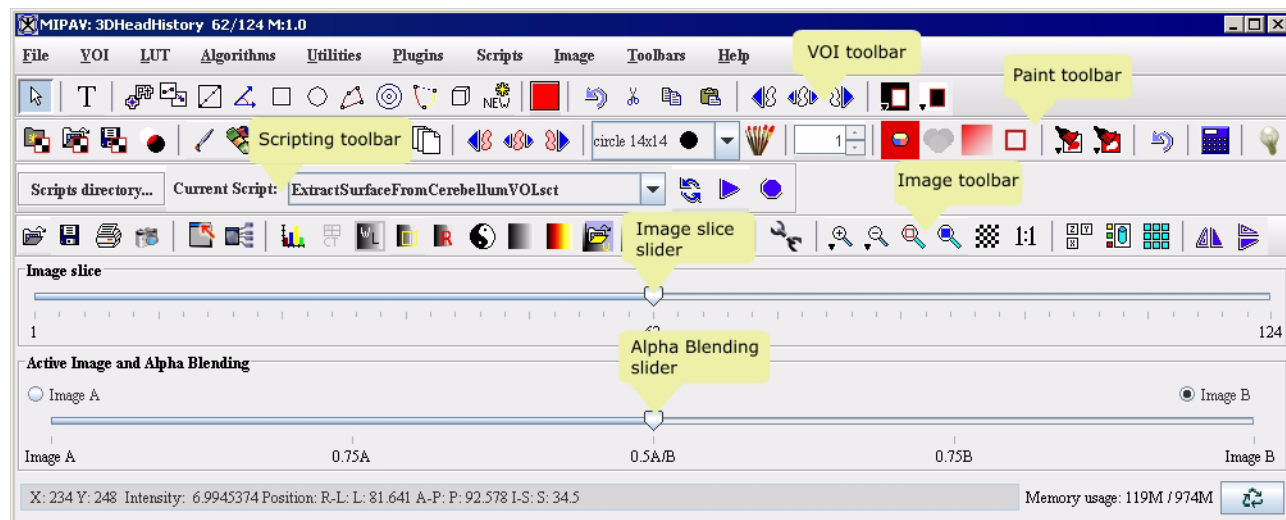 MIPAV: 3DHeadHistory 62/124 M:1.0
File VOI LUT Algorithms Utilities Plugins Scripts Image Toolbars Help
VOI toolbar
Paint toolbar
T
NEW
Scripting toolbar
circle 14x14
1
Scripts directory...
Current Script:
ExtractSurfaceFromCerebellumVOI.sct
Image toolbar
CT
WL
R
Image slice
slider
1:1
Image slice
1
62
124
Alpha Blending
slider
Active Image and Alpha Blending
Image A
Image B
Image A
0.75A
0.5A/B
0.75B
Image B
X: 234 Y: 248 Intensity: 6.9945374 Position: R-L: L: 81.641 A-P: P: 92.578 I-S: S: 34.5
Memory usage: 119M / 974M